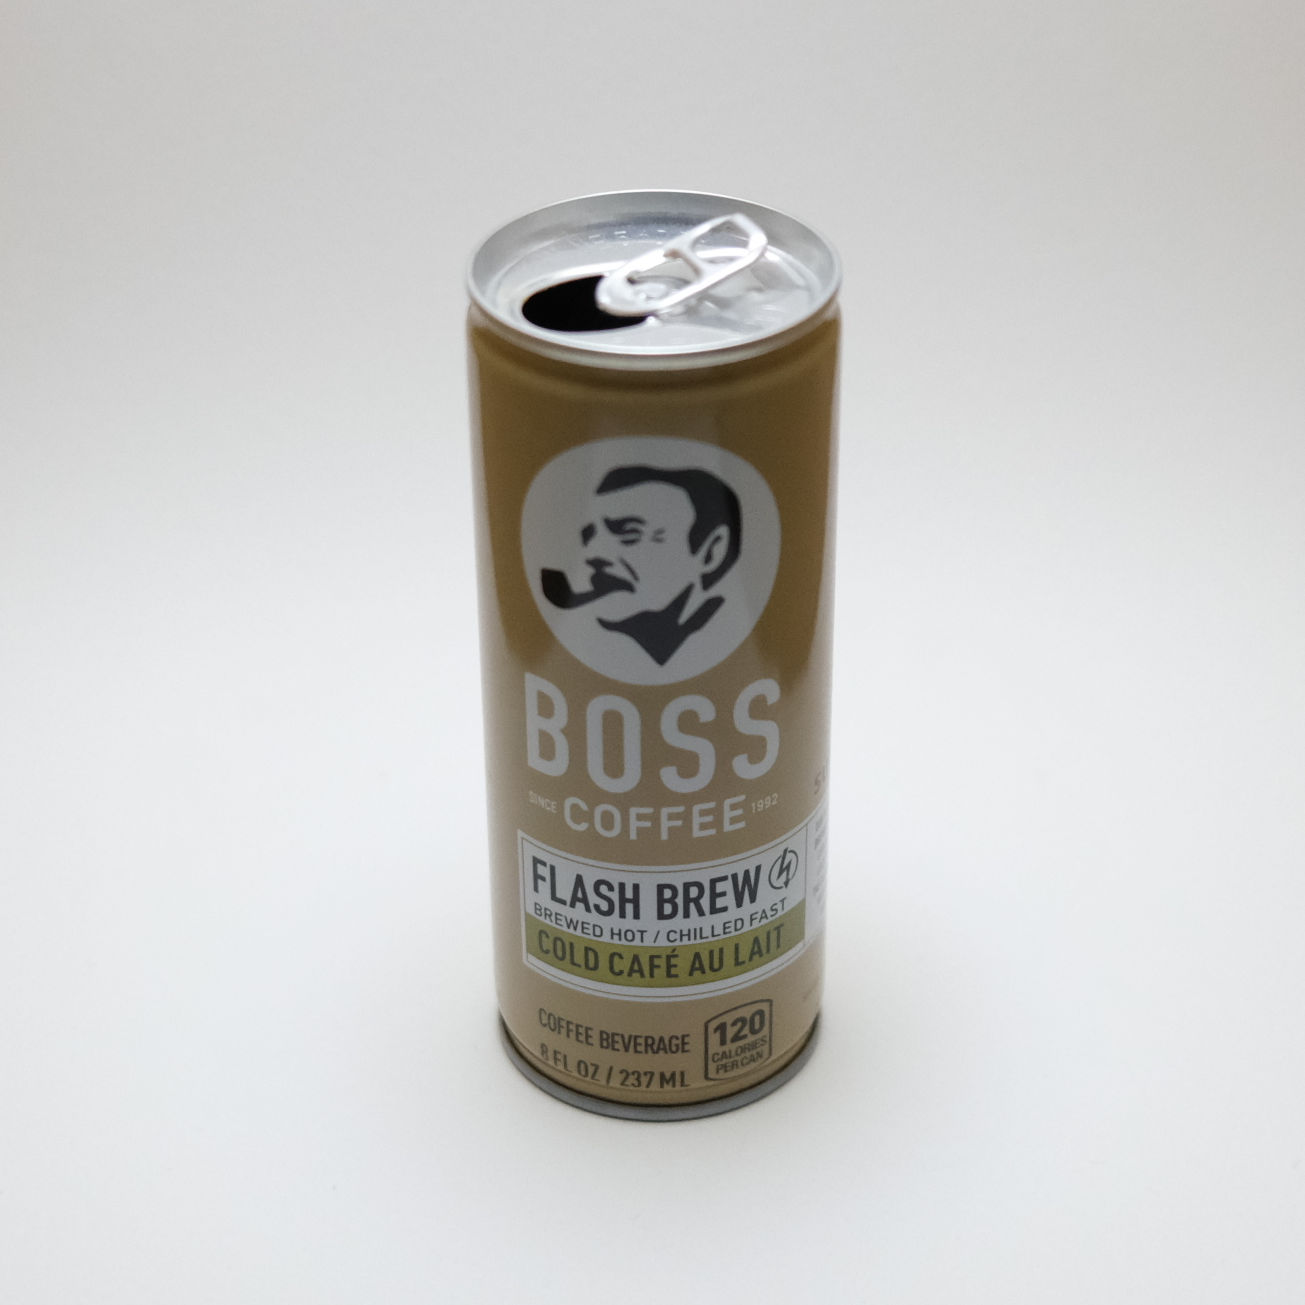 BOSS
SINCE COFFEE 1992
FLASH BREW
BREWED HOT / CHILLED FAST
COLD CAFÉ AU LAIT
COFFEE BEVERAGE
8 FL OZ / 237 ML
120
CALORIES
PER CAN